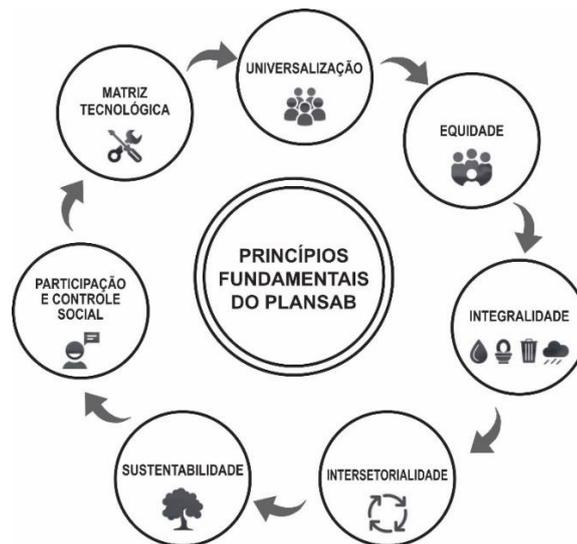 PRINCÍPIOS
FUNDAMENTAIS
DO PLANSAB
UNIVERSALIZAÇÃO
EQUIDADE
INTEGRALIDADE
INTERSETORIALIDADE
SUSTENTABILIDADE
PARTICIPAÇÃO
E CONTROLE
SOCIAL
MATRIZ
TECNOLÓGICA